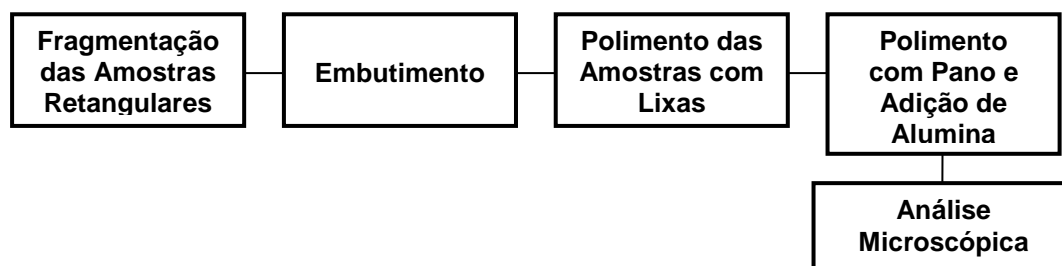 Fragmentação
das Amostras
Retangulares
Embutimento
Polimento das
Amostras com
Lixas
Polimento
com Pano e
Adição de
Alumina
Análise
Microscópica